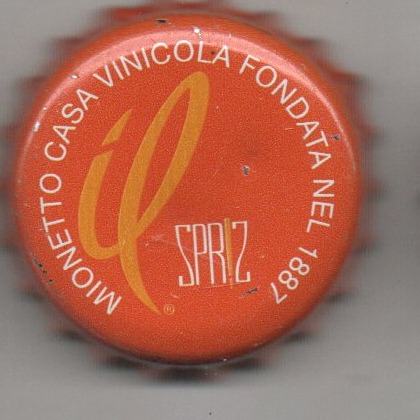 MIONETTO CASA VINICOLA FONDATA NEL 1887
il
SPRIZ
®